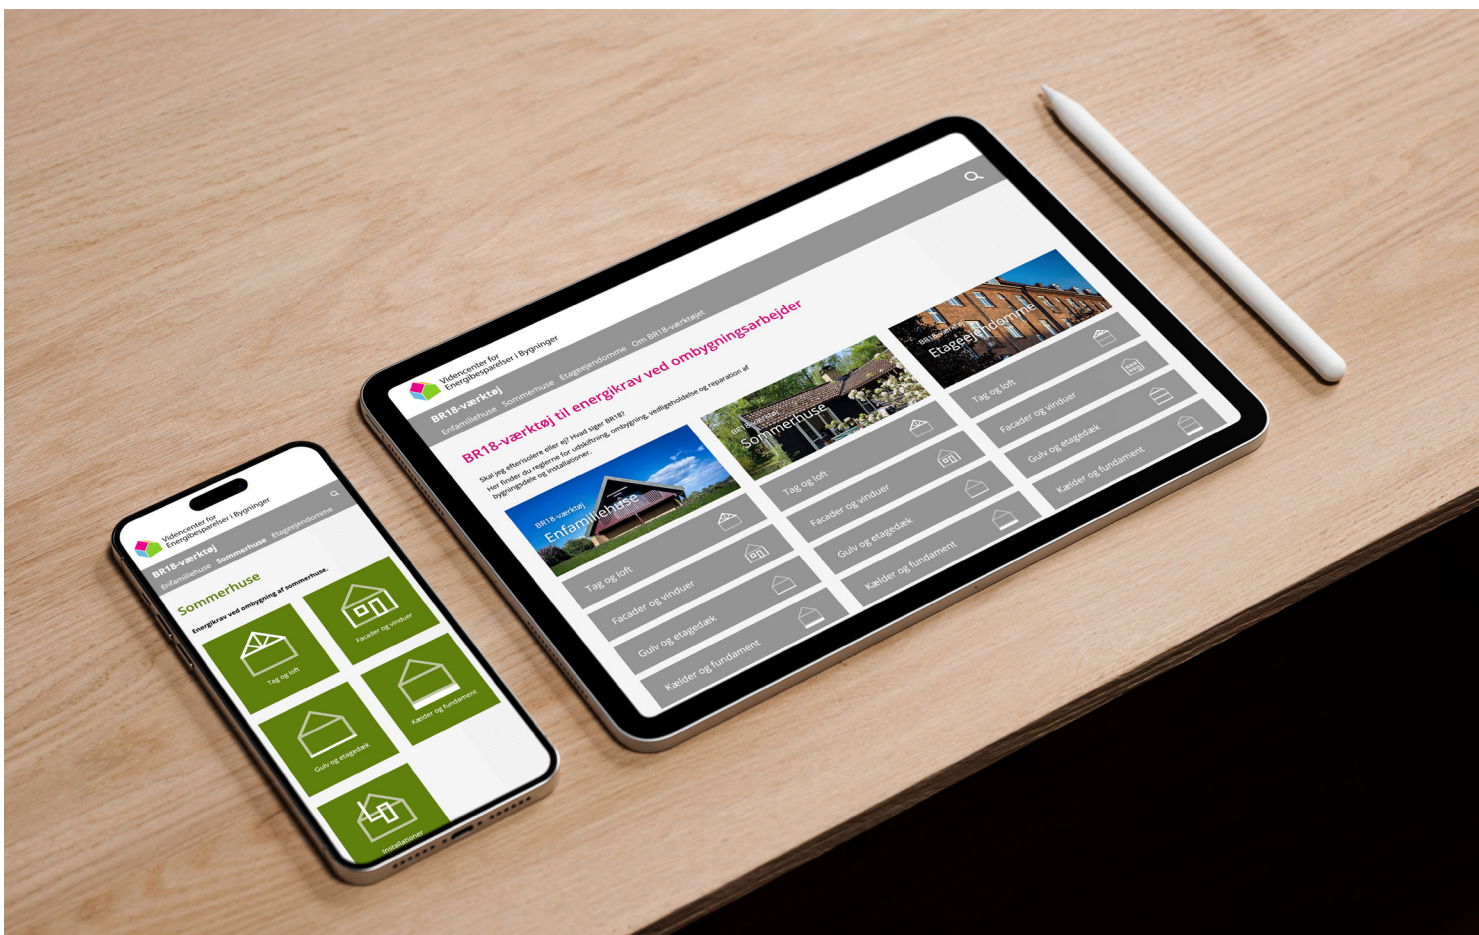 Videncenter for
Energibesparelser i Bygninger
BR18-værktøj
Enfamiliehuse Sommerhuse Etageejendomme Om BR18-værktøjet
BR18-værktøj til energikrav ved ombygningsarbejder
Skal jeg efterisolere eller ej? Hvad siger BR18?
Her finder du reglerne for udskiftning, ombygning, vedligeholdelse og reparation af
bygningsdele og installationer.
BR18-værktøj
Enfamiliehuse
Tag og loft
Facader og vinduer
Gulv og etagedæk
Kælder og fundament
BR18-værktøj
Sommerhuse
Tag og loft
Facader og vinduer
Gulv og etagedæk
Kælder og fundament
BR18-værktøj
Etageejendomme
Tag og loft
Facader og vinduer
Gulv og etagedæk
Kælder og fundament
Videncenter for
Energibesparelser i Bygninger
BR18-værktøj
Enfamiliehuse Sommerhuse Etageejendomme
Sommerhuse
Energikrav ved ombygning af sommerhuse.
Tag og loft
Facader og vinduer
Gulv og etagedæk
Kælder og fundament
Installationer